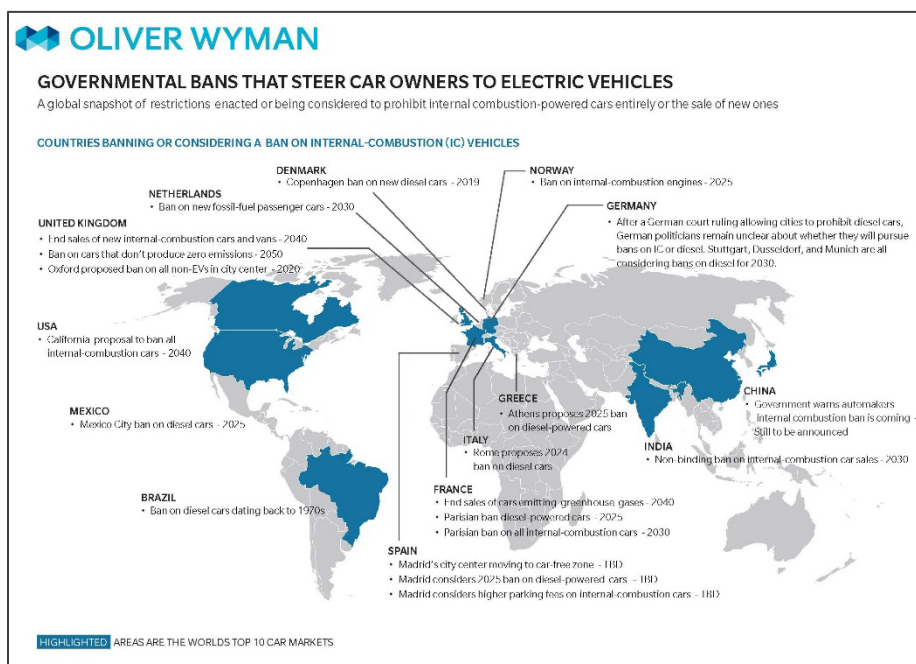 OLIVER WYMAN
GOVERNMENTAL BANS THAT STEER CAR OWNERS TO ELECTRIC VEHICLES
A global snapshot of restrictions enacted or being considered to prohibit internal combustion-powered cars entirely or the sale of new ones
COUNTRIES BANNING OR CONSIDERING A BAN ON INTERNAL-COMBUSTION (IC) VEHICLES
DENMARK
• Copenhagen ban on new diesel cars - 2019
NORWAY
• Ban on internal-combustion engines - 2025
NETHERLANDS
• Ban on new fossil-fuel passenger cars - 2030
GERMANY
• After a German court ruling allowing cities to prohibit diesel cars,
German politicians remain unclear about whether they will pursue
bans on IC or diesel. Stuttgart, Dusseldorf, and Munich are all
considering bans on diesel for 2030.
UNITED KINGDOM
• End sales of new internal-combustion cars and vans - 2040
• Ban on cars that don't produce zero emissions - 2050
• Oxford proposed ban on all non-EVs in city center - 2020
USA
• California proposal to ban all
internal-combustion cars - 2040
MEXICO
• Mexico City ban on diesel cars - 2025
BRAZIL
• Ban on diesel cars dating back to 1970s
GREECE
• Athens proposes 2025 ban
on diesel-powered cars
ITALY
• Rome proposes 2024
ban on diesel cars
FRANCE
• End sales of cars emitting greenhouse gases - 2040
• Parisian ban diesel-powered cars - 2025
• Parisian ban on all internal-combustion cars - 2030
SPAIN
• Madrid's city center moving to car-free zone - TBD
• Madrid considers 2025 ban on diesel-powered cars - TBD
• Madrid considers higher parking fees on internal-combustion cars - TBD
CHINA
• Government warns automakers
internal combustion ban is coming -
Still to be announced
INDIA
• Non-binding ban on internal-combustion car sales - 2030
HIGHLIGHTED AREAS ARE THE WORLDS TOP 10 CAR MARKETS